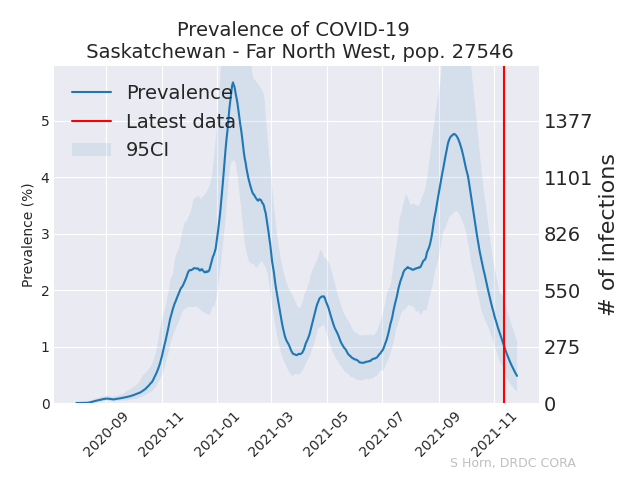 Prevalence of COVID-19
Saskatchewan - Far North West, pop. 27546
Prevalence
Latest data
95CI
Prevalence (%)
5
4
3
2
1
0
1377
1101
826
550
275
0
# of infections
2020-09
2020-11
2021-01
2021-03
2021-05
2021-07
2021-09
2021-11
S Horn, DRDC CORA